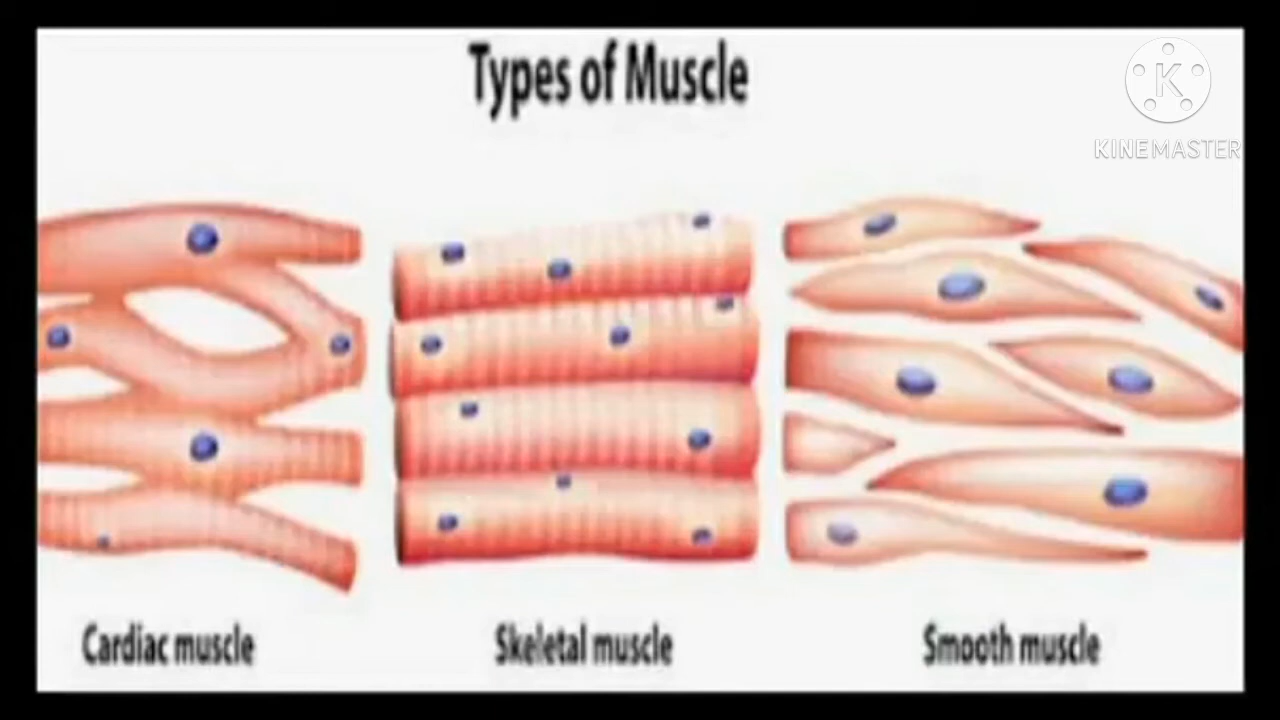 Types of Muscle
K
KINEMASTER
Cardiac muscle
Skeletal muscle
Smooth muscle